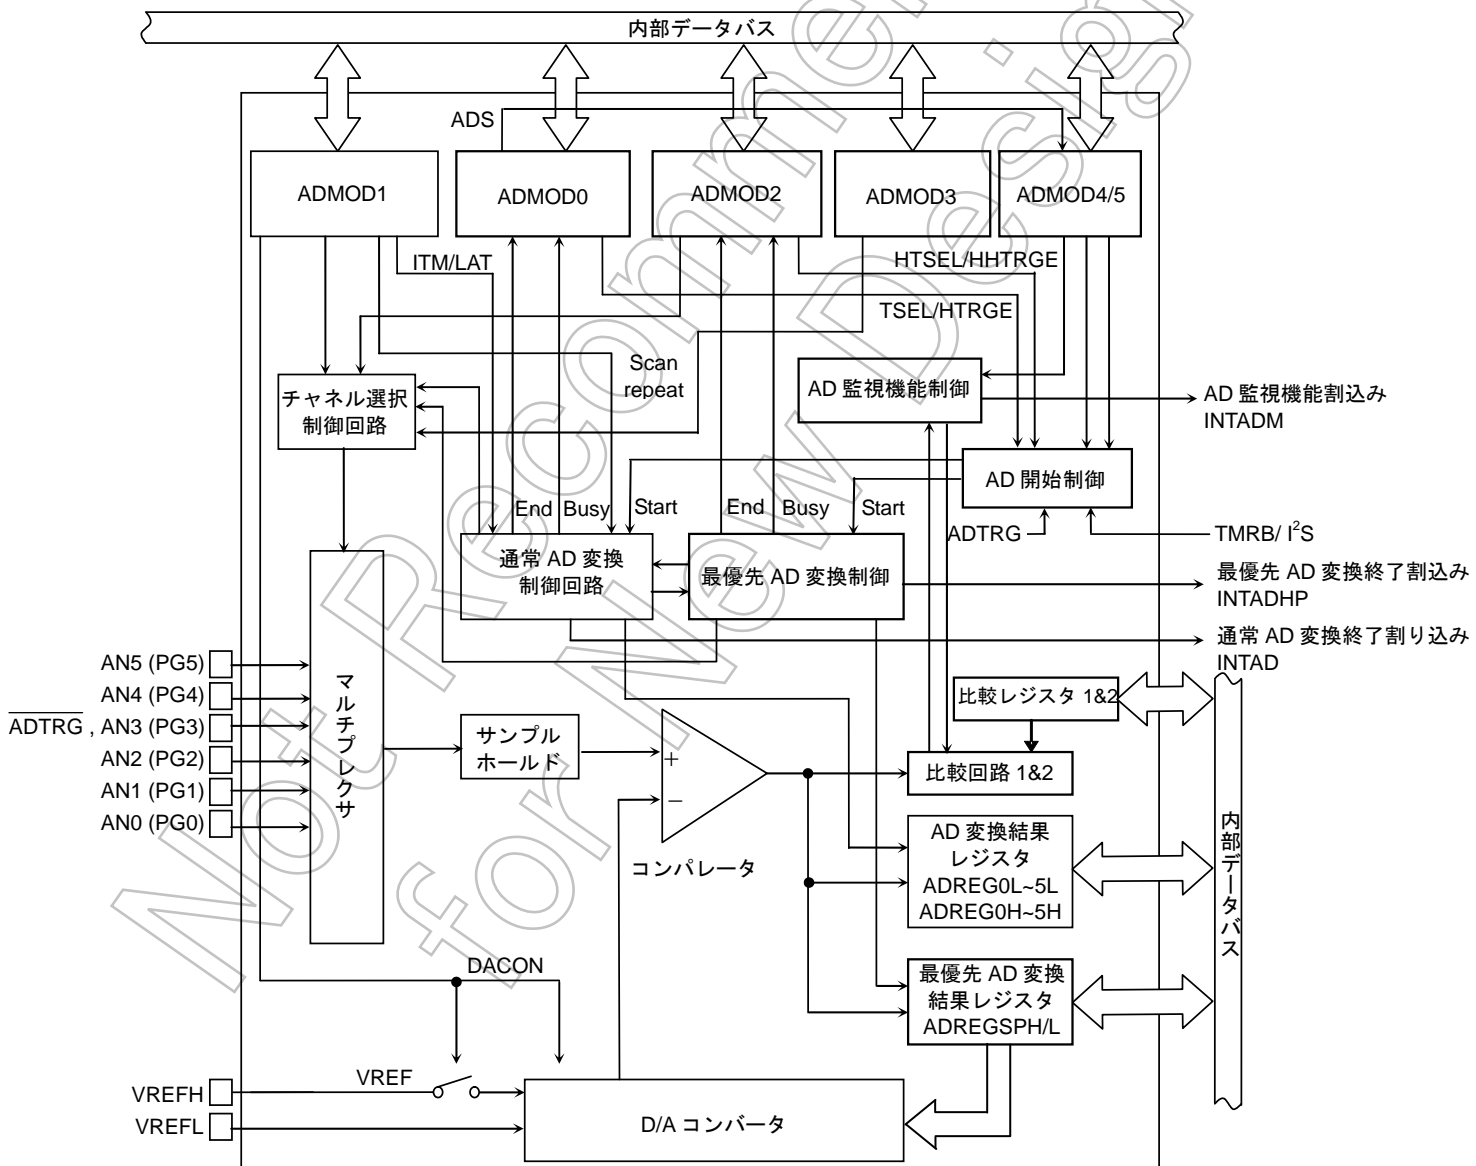 内部データバス
ADS
ADMOD1
ADMOD0
ADMOD2
ADMOD3
ADMOD4/5
ITM/LAT
HTSEL/HHTRGE
TSEL/HTRGE
Scan
repeat
チャネル選択
制御回路
AD 監視機能制御
AD 監視機能割込み
INTADM
AD 開始制御
End
Busy
Start
End
Busy
Start
ADTRG
TMRB/ I²S
通常 AD 変換
制御回路
最優先 AD 変換制御
最優先 AD 変換終了割込み
INTADHP
通常 AD 変換終了割り込み
INTAD
AN5 (PG5)
AN4 (PG4)
ADTRG , AN3 (PG3)
AN2 (PG2)
AN1 (PG1)
AN0 (PG0)
マルチプレクサ
サンプル
ホールド
+
−
コンパレータ
比較レジスタ 1&2
比較回路 1&2
AD 変換結果
レジスタ
ADREG0L~5L
ADREG0H~5H
内部データバス
最優先 AD 変換
結果レジスタ
ADREGSPH/L
DACON
VREF
VREFH
VREFL
D/A コンバータ
Not Recommen
for New Design